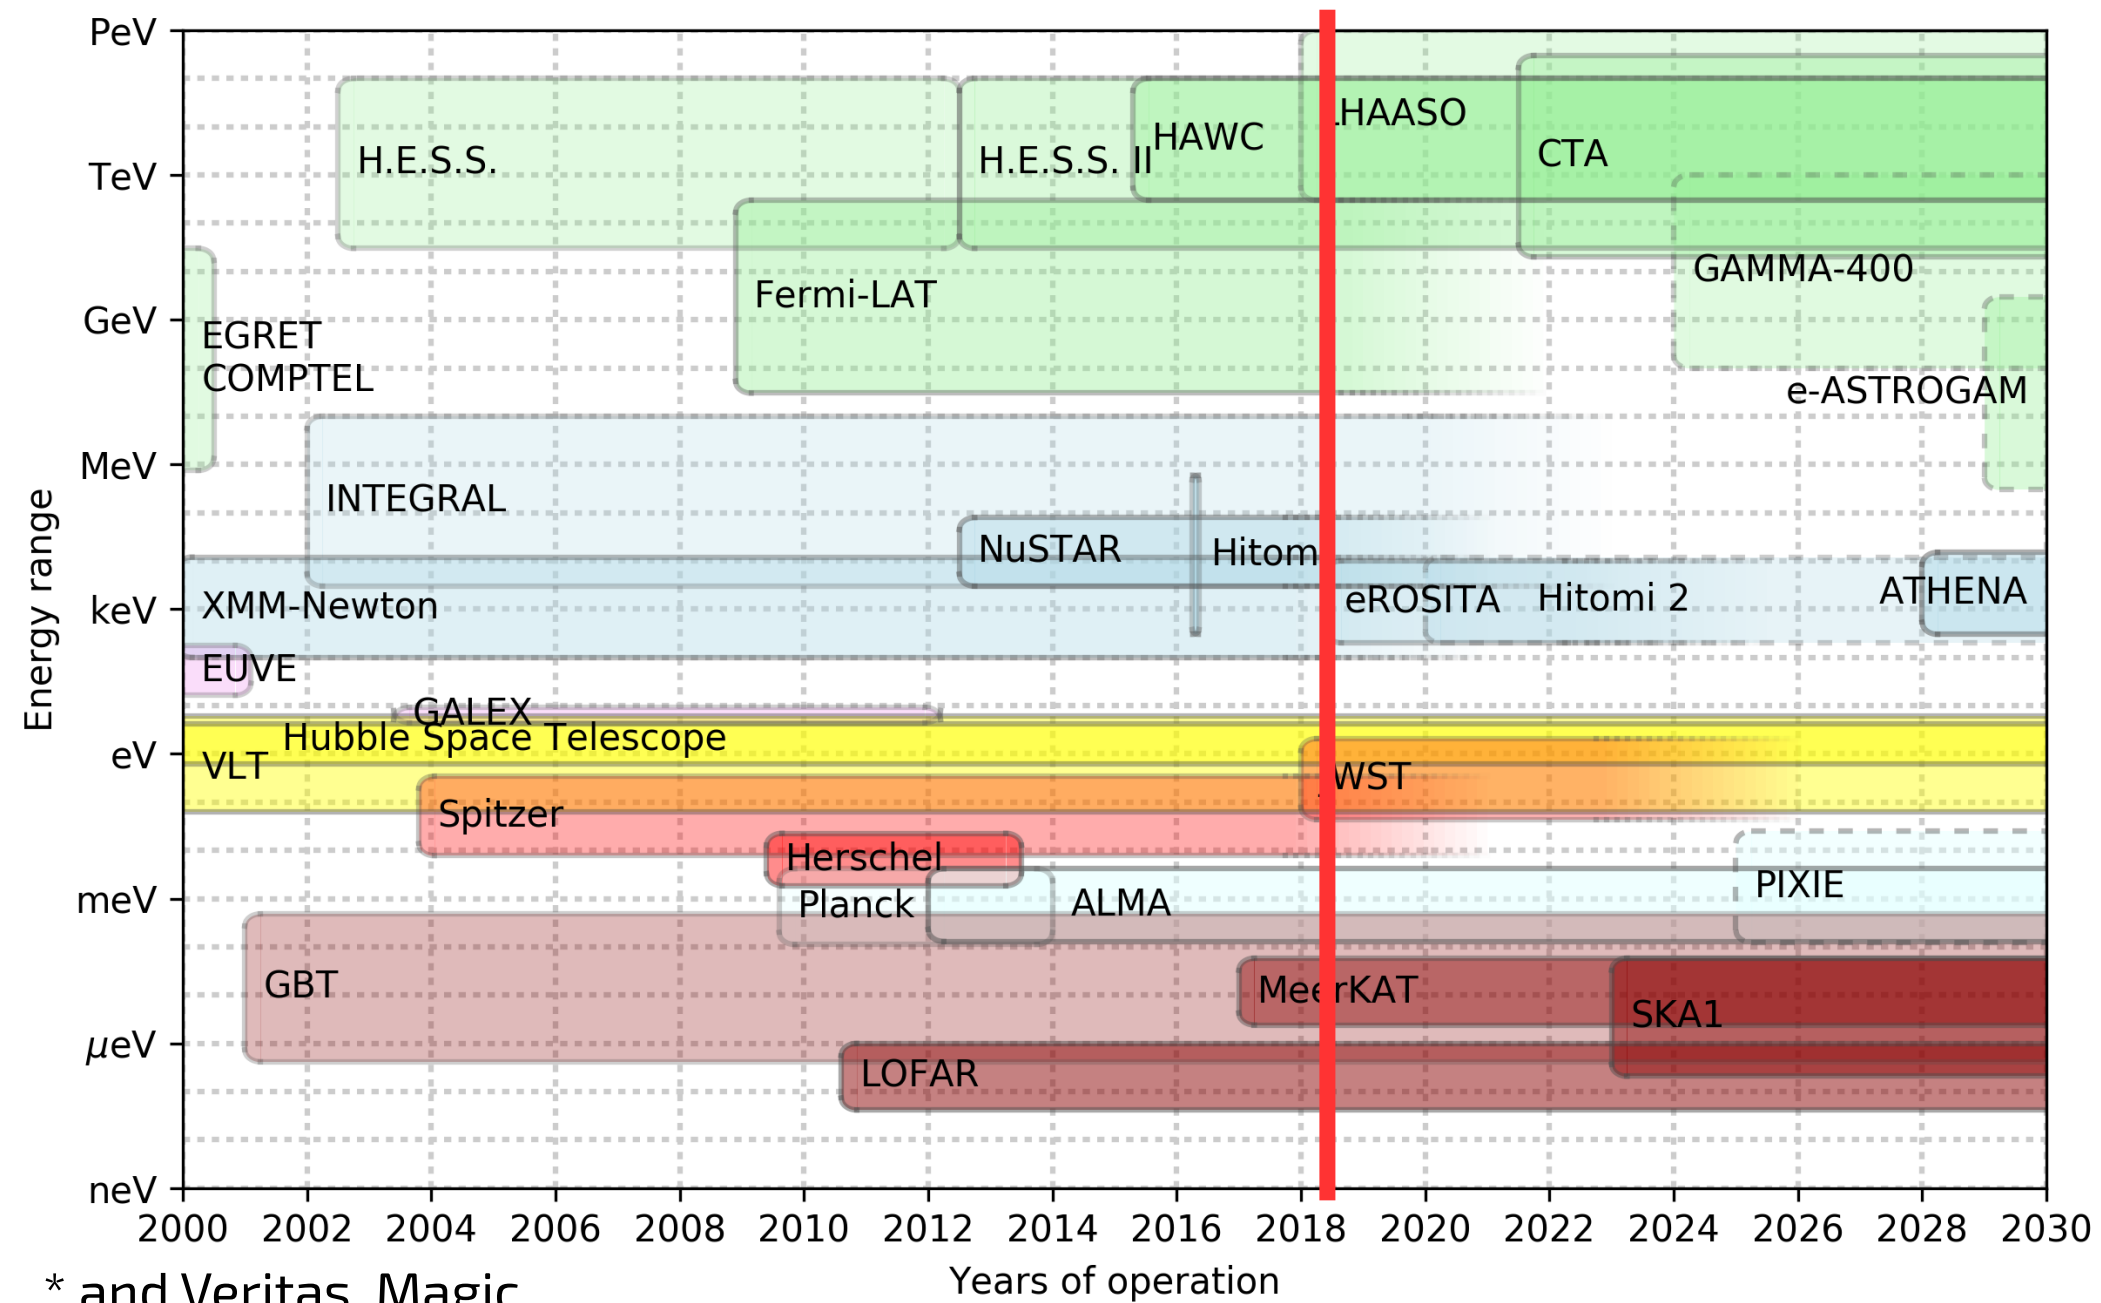 PeV
TeV
GeV
MeV
keV
eV
meV
μeV
neV
Energy range
H.E.S.S.
H.E.S.S. II
HAWC
LHAASO
CTA
Fermi-LAT
GAMMA-400
EGRET
COMPTEL
e-ASTROGAM
INTEGRAL
NuSTAR
Hitom
XMM-Newton
eROSITA
Hitomi 2
ATHENA
EUVE
GALEX
Hubble Space Telescope
VLT
JWST
Spitzer
Herschel
Planck
ALMA
PIXIE
GBT
MeerKAT
SKA1
LOFAR
2000 2002 2004 2006 2008 2010 2012 2014 2016 2018 2020 2022 2024 2026 2028 2030
Years of operation
* and Veritas, Magic